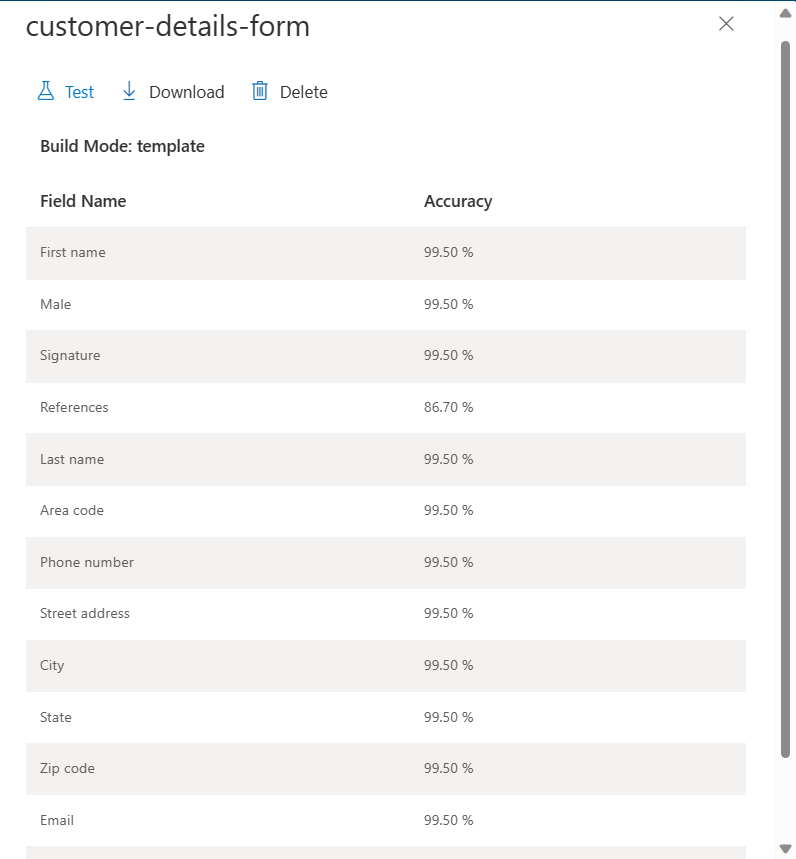 customer-details-form
Test Download Delete
Build Mode: template
Field Name Accuracy
First name 99.50 %
Male 99.50 %
Signature 99.50 %
References 86.70 %
Last name 99.50 %
Area code 99.50 %
Phone number 99.50 %
Street address 99.50 %
City 99.50 %
State 99.50 %
Zip code 99.50 %
Email 99.50 %